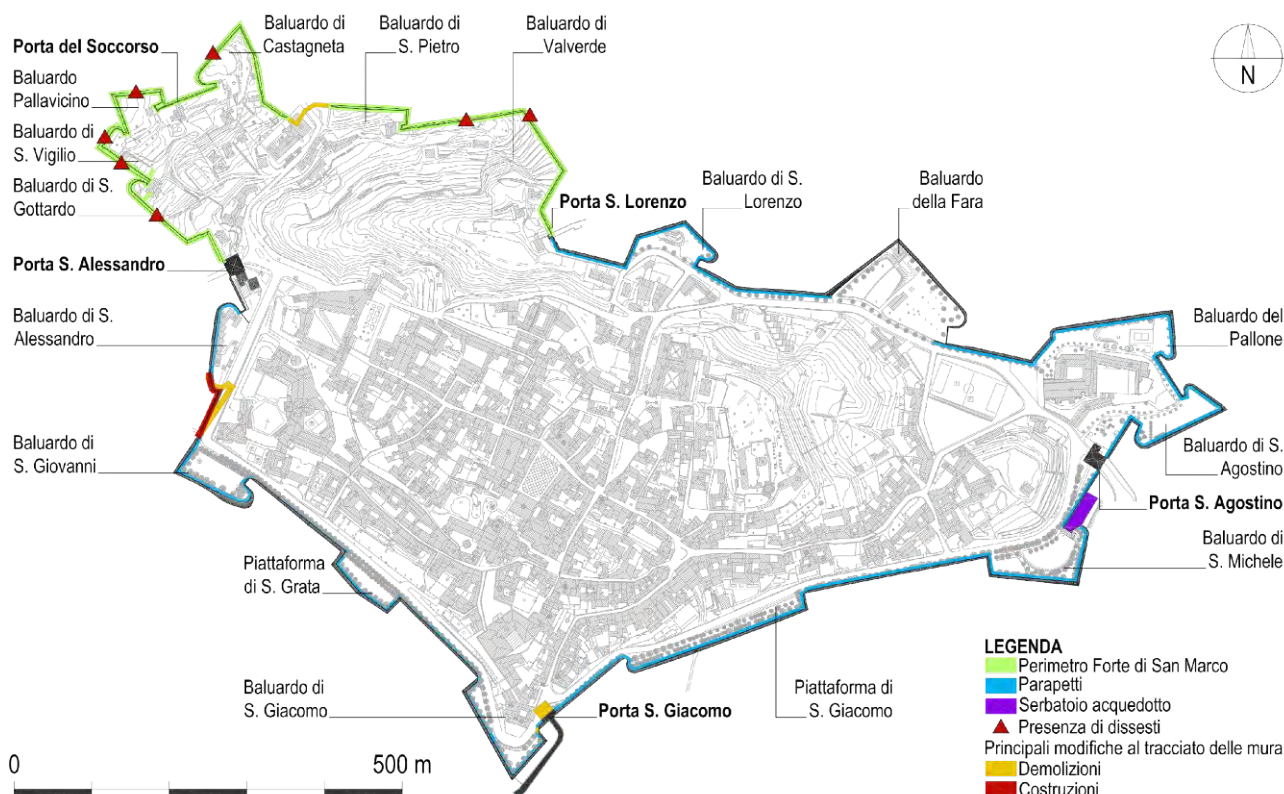 Porta del Soccorso
Baluardo di
Castagneta
Baluardo di
S. Pietro
Baluardo di
Valverde
N
Baluardo
Pallavicino
Baluardo di
S. Vigilio
Baluardo di S.
Gottardo
Porta S. Alessandro
Baluardo di S.
Alessandro
Baluardo di
S. Giovanni
Porta S. Lorenzo
Baluardo di S.
Lorenzo
Baluardo
della Fara
Baluardo del
Pallone
Baluardo di S.
Agostino
Porta S. Agostino
Baluardo di
S. Michele
Piattaforma
di S. Grata
Baluardo di
S. Giacomo
Porta S. Giacomo
Piattaforma di
S. Giacomo
0
500 m
LEGENDA
Perimetro Forte di San Marco
Parapetti
Serbatoio acquedotto
Presenza di dissesti
Principali modifiche al tracciato delle mura
Demolizioni
Costruzioni